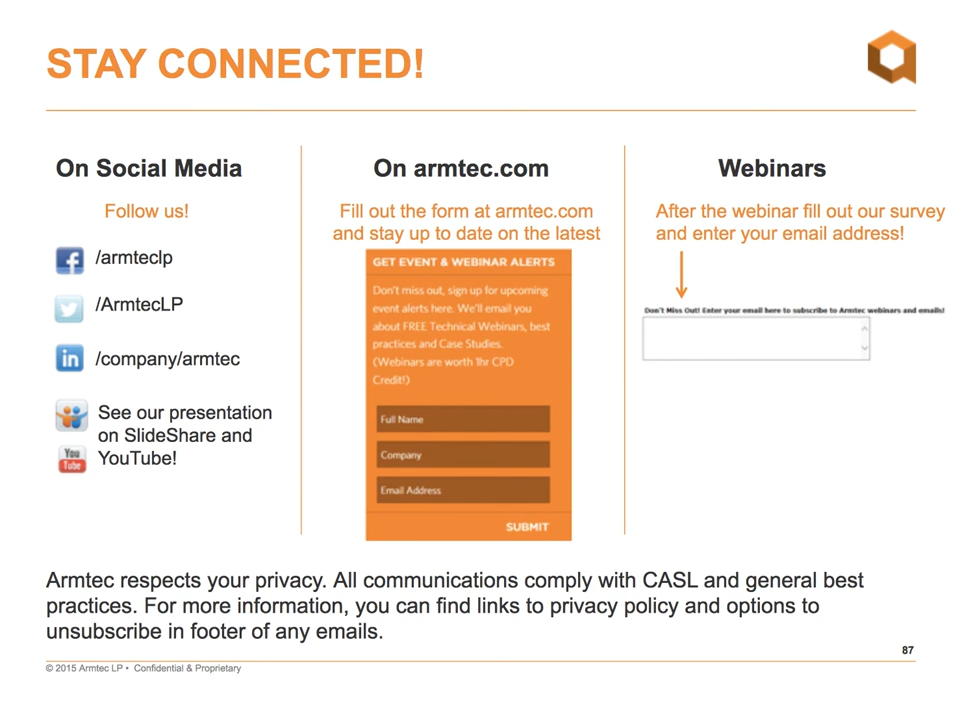 STAY CONNECTED!
On Social Media
Follow us!
/armteclp
/ArmtecLP
/company/armtec
See our presentation
on SlideShare and
YouTube!
You
Tube
On armtec.com
Fill out the form at armtec.com
and stay up to date on the latest
GET EVENT & WEBINAR ALERTS
Don't miss out, sign up for upcoming
event alerts here. We'll email you
about FREE Technical Webinars, best
practices and Case Studies.
(Webinars are worth 1hr CPD
Credit!)
Full Name
Company
Email Address
SUBMIT
Webinars
After the webinar fill out our survey
and enter your email address!
Don't Miss Out! Enter your email here to subscribe to Armtec webinars and emails!
Armtec respects your privacy. All communications comply with CASL and general best
practices. For more information, you can find links to privacy policy and options to
unsubscribe in footer of any emails.
87
© 2015 Armtec LP • Confidential & Proprietary